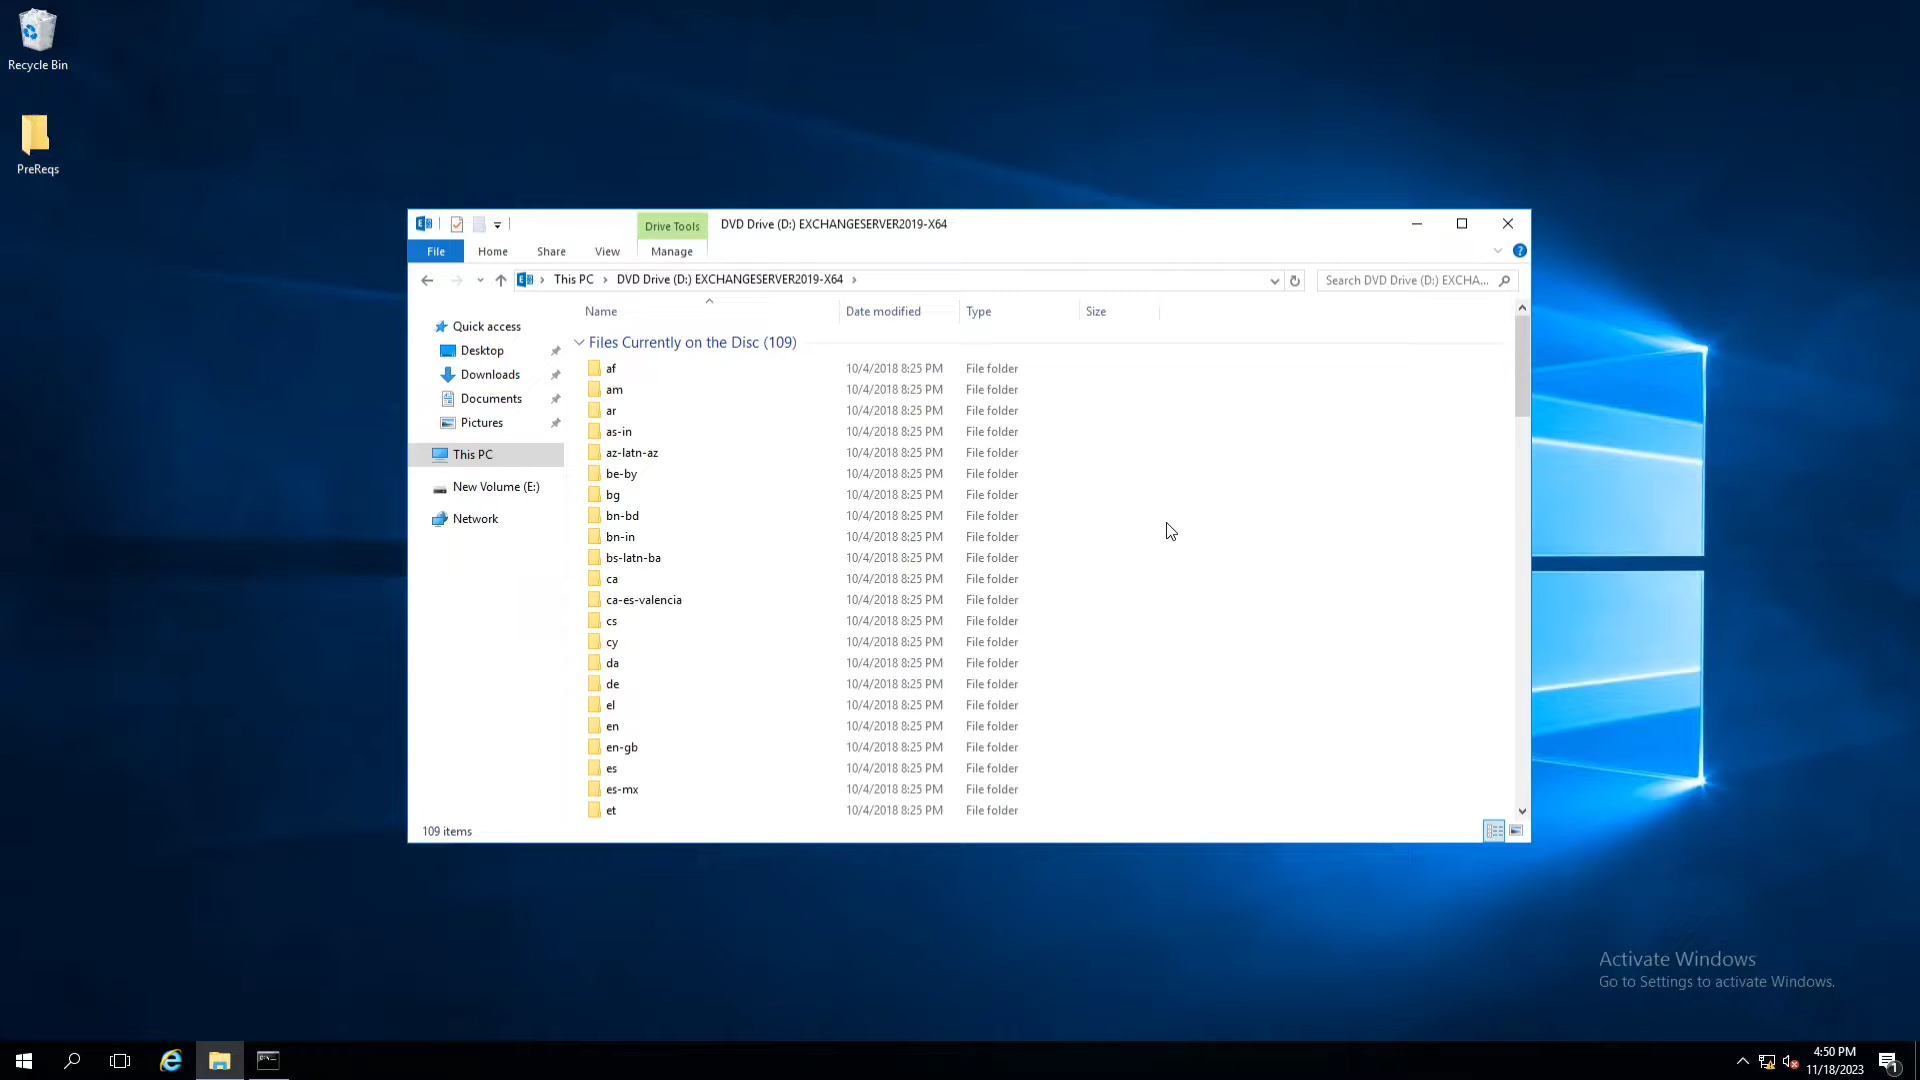 Recycle Bin
PreReqs
Drive Tools
DVD Drive (D:) EXCHANGESERVER2019-X64
File
Home
Share
View
Manage
This PC
DVD Drive (D:) EXCHANGESERVER2019-X64
Search DVD Drive (D:) EXCHA...
Quick access
Desktop
Downloads
Documents
Pictures
This PC
New Volume (E:)
Network
Name Date modified Type Size
Files Currently on the Disc (109)
af 10/4/2018 8:25 PM File folder
am 10/4/2018 8:25 PM File folder
ar 10/4/2018 8:25 PM File folder
as-in 10/4/2018 8:25 PM File folder
az-latn-az 10/4/2018 8:25 PM File folder
be-by 10/4/2018 8:25 PM File folder
bg 10/4/2018 8:25 PM File folder
bn-bd 10/4/2018 8:25 PM File folder
bn-in 10/4/2018 8:25 PM File folder
bs-latn-ba 10/4/2018 8:25 PM File folder
ca 10/4/2018 8:25 PM File folder
ca-es-valencia 10/4/2018 8:25 PM File folder
cs 10/4/2018 8:25 PM File folder
cy 10/4/2018 8:25 PM File folder
da 10/4/2018 8:25 PM File folder
de 10/4/2018 8:25 PM File folder
el 10/4/2018 8:25 PM File folder
en 10/4/2018 8:25 PM File folder
en-gb 10/4/2018 8:25 PM File folder
es 10/4/2018 8:25 PM File folder
es-mx 10/4/2018 8:25 PM File folder
et 10/4/2018 8:25 PM File folder
109 items
Activate Windows
Go to Settings to activate Windows.
4:50 PM
11/18/2023
1